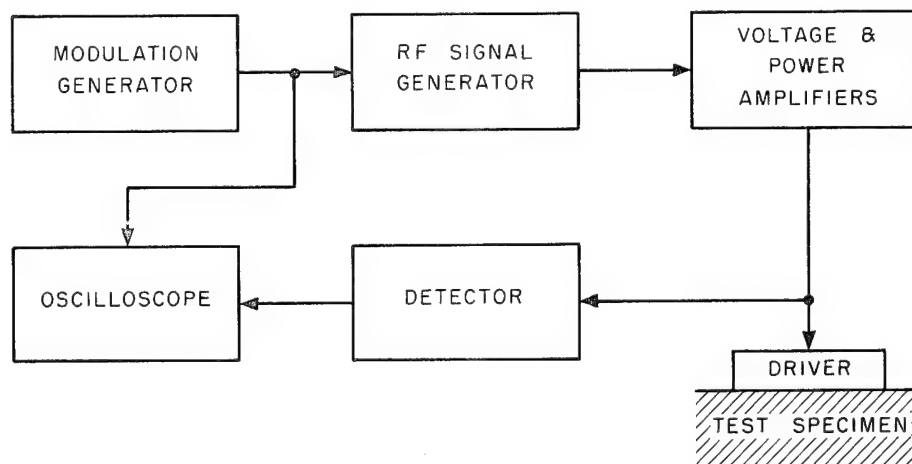 MODULATION
GENERATOR
RF SIGNAL
GENERATOR
VOLTAGE &
POWER
AMPLIFIERS
OSCILLOSCOPE
DETECTOR
DRIVER
TEST SPECIMEN